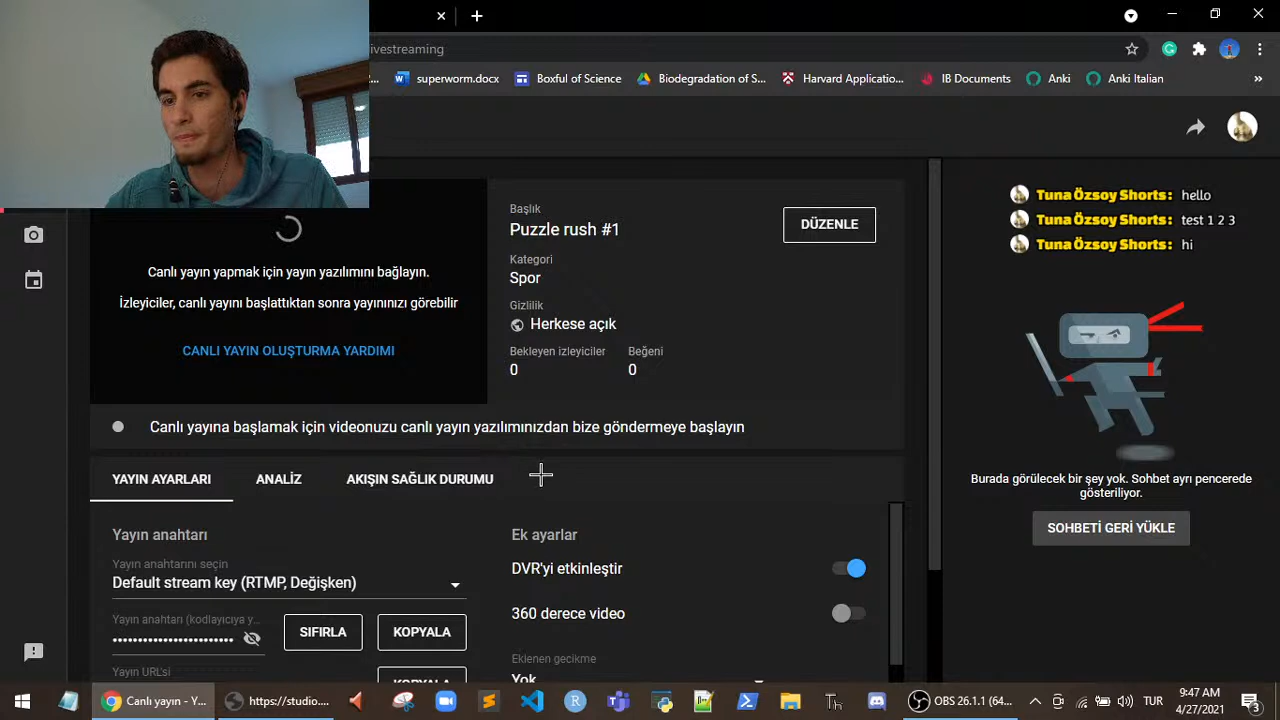 ivestreaming
superworm.docx
Boxful of Science
Biodegradation of S...
Harvard Applicatio...
IB Documents
Anki
Anki Italian
»
Başlık
Puzzle rush #1
DÜZENLE
Kategori
Spor
Gizlilik
Herkese açık
Bekleyen izleyiciler
Beğeni
0
0
Canlı yayın yapmak için yayın yazılımını bağlayın.
İzleyiciler, canlı yayını başlattıktan sonra yayınınızı görebilir
CANLI YAYIN OLUŞTURMA YARDIMI
Canlı yayına başlamak için videonuzu canlı yayın yazılımınızdan bize göndermeye başlayın
YAYIN AYARLARI
ANALİZ
AKIŞIN SAĞLIK DURUMU
Yayın anahtarı
Yayın anahtarını seçin
Default stream key (RTMP, Değişken)
Yayın anahtarı (kodlayıcıya y...
••••••••••••••••••••••••
SIFIRLA
KOPYALA
Yayın URL'si
KOPYALA
Ek ayarlar
DVR'yi etkinleştir
360 derece video
Eklenen gecikme
Yok
Tuna Özsoy Shorts: hello
Tuna Özsoy Shorts: test 1 2 3
Tuna Özsoy Shorts: hi
Burada görülecek bir şey yok. Sohbet ayrı pencerede
gösteriliyor.
SOHBETİ GERİ YÜKLE
Canlı yayın - Y...
https://studio....
OBS 26.1.1 (64...
TUR
9:47 AM
4/27/2021
3